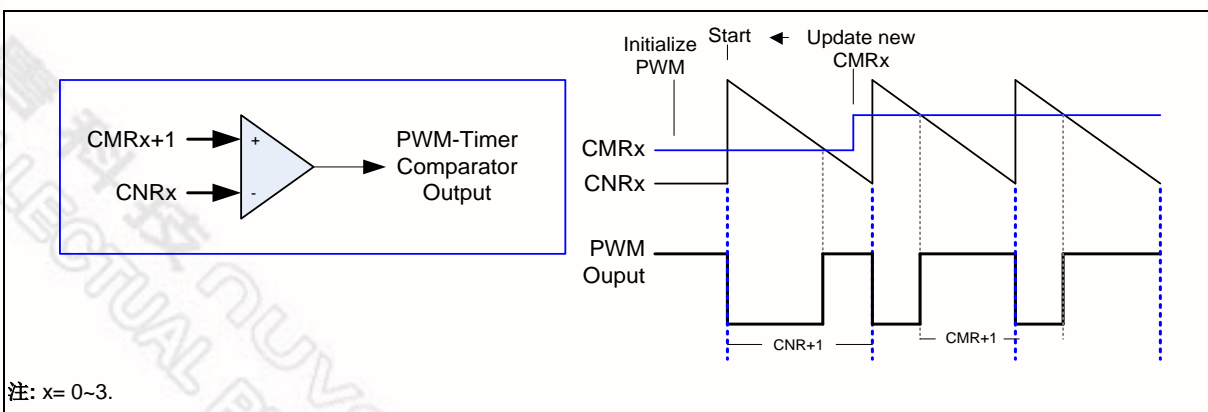 CMRx+1
+
CNRx
-
PWM-Timer
Comparator
Output
Initialize
PWM
Start
Update new
CMRx
CMRx
CNRx
PWM
Ouput
CNR+1
CMR+1
注: x= 0~3.